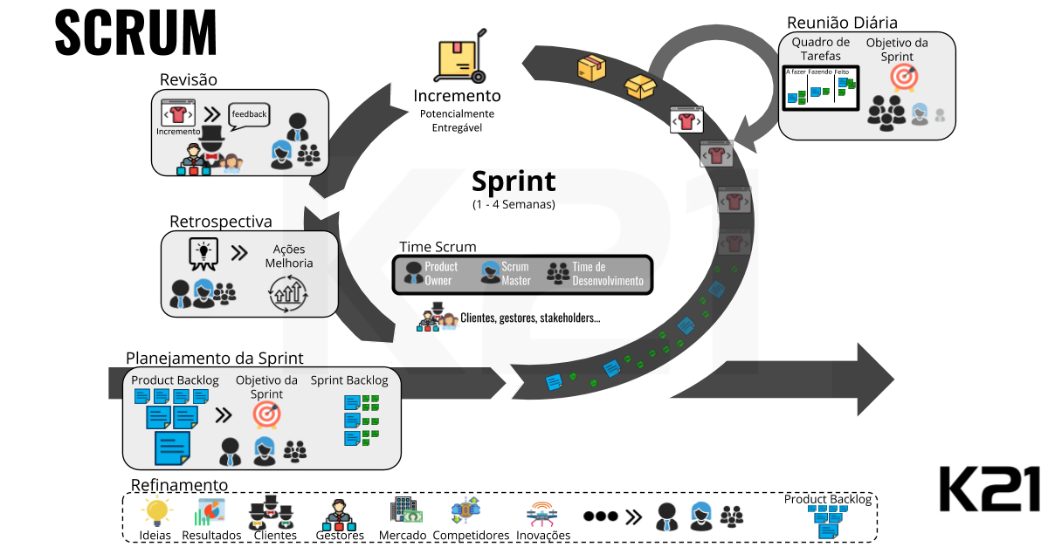 SCRUM
Reunião Diária
Quadro de
Tarefas
Objetivo da
Sprint
A fazer Fazendo Feito
Revisão
feedback
Incremento
Incremento
Potencialmente
Entregável
Sprint
(1 - 4 Semanas)
Retrospectiva
Ações
Melhoria
Time Scrum
Product
Owner
Scrum
Master
Time de
Desenvolvimento
Clientes, gestores, stakeholders...
Planejamento da Sprint
Product Backlog
Objetivo da
Sprint
Sprint Backlog
Refinamento
Ideias
Resultados
Clientes
Gestores
Mercado
Competidores
Inovações
Product Backlog
K21
K21